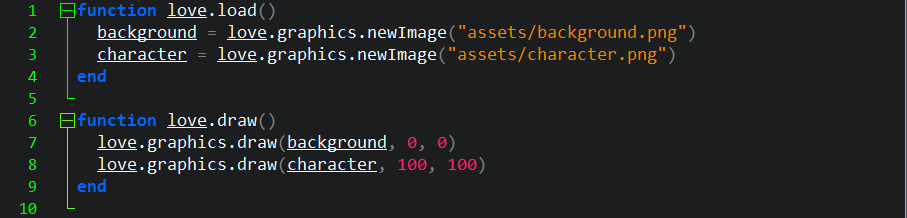 1 function love.load()
2   background = love.graphics.newImage("assets/background.png")
3   character = love.graphics.newImage("assets/character.png")
4 end
5
6 function love.draw()
7   love.graphics.draw(background, 0, 0)
8   love.graphics.draw(character, 100, 100)
9 end
10